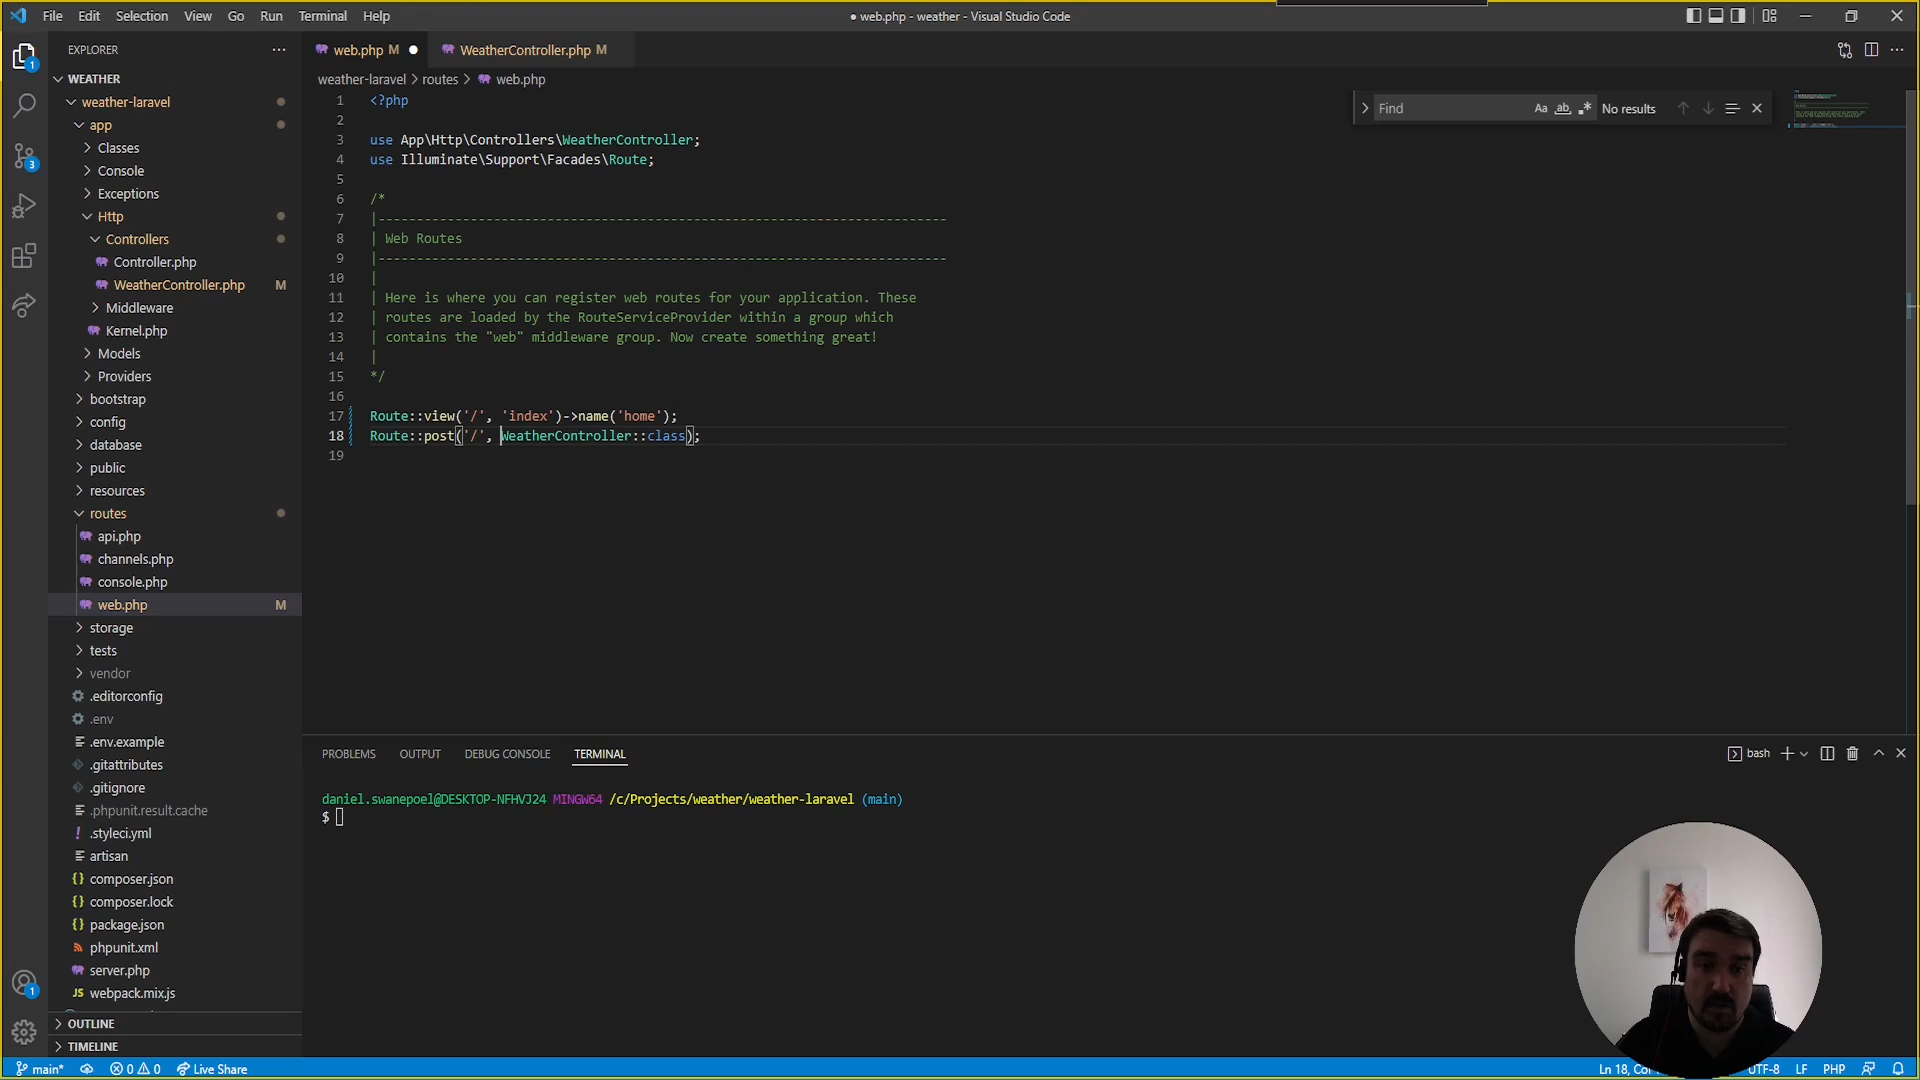 File Edit Selection View Go Run Terminal Help
● web.php - weather - Visual Studio Code
EXPLORER
WEATHER
weather-laravel
app
Classes
Console
Exceptions
Http
Controllers
Controller.php
WeatherController.php M
Middleware
Kernel.php
Models
Providers
bootstrap
config
database
public
resources
routes
api.php
channels.php
console.php
web.php M
storage
tests
vendor
.editorconfig
.env
.env.example
.gitattributes
.gitignore
.phpunit.result.cache
.styleci.yml
artisan
composer.json
composer.lock
package.json
phpunit.xml
server.php
webpack.mix.js
OUTLINE
TIMELINE
web.php M
WeatherController.php M
weather-laravel > routes > web.php
Find
Aa ab No results
1 <?php
2
3 use App\Http\Controllers\WeatherController;
4 use Illuminate\Support\Facades\Route;
5
6 /*
7 |--------------------------------------------------------------------------
8 | Web Routes
9 |--------------------------------------------------------------------------
10 |
11 | Here is where you can register web routes for your application. These
12 | routes are loaded by the RouteServiceProvider within a group which
13 | contains the "web" middleware group. Now create something great!
14 |
15 */
16
17 Route::view('/', 'index')->name('home');
18 Route::post('/', WeatherController::class);
19
PROBLEMS OUTPUT DEBUG CONSOLE TERMINAL
bash
daniel.swanepoel@DESKTOP-NFHVJ24 MINGW64 /c/Projects/weather/weather-laravel (main)
$
1
3
1
main* 0 0 Live Share
Ln 18, UTF-8 LF PHP